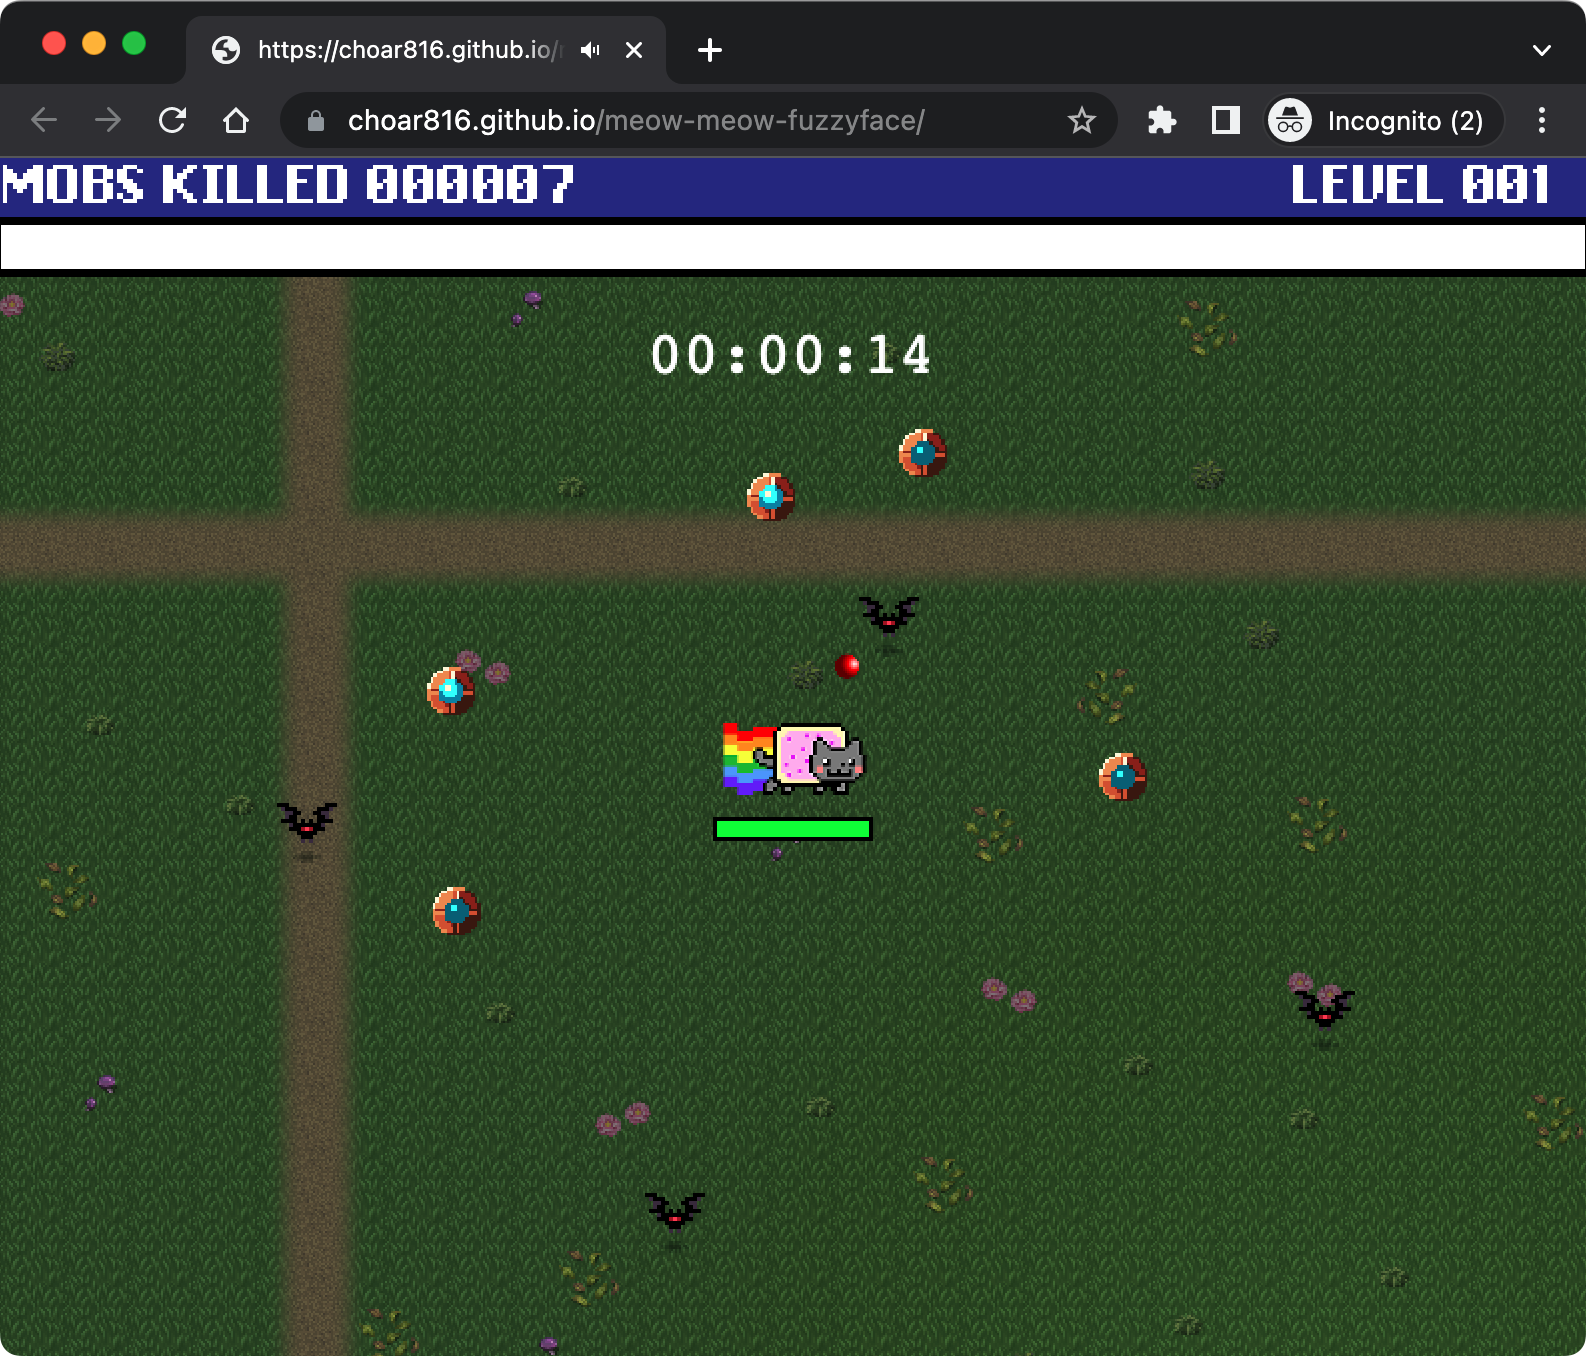 https://choar816.github.io/
choar816.github.io/meow-meow-fuzzyface/
Incognito (2)
MOBS KILLED 000007
LEVEL 001
00:00:14